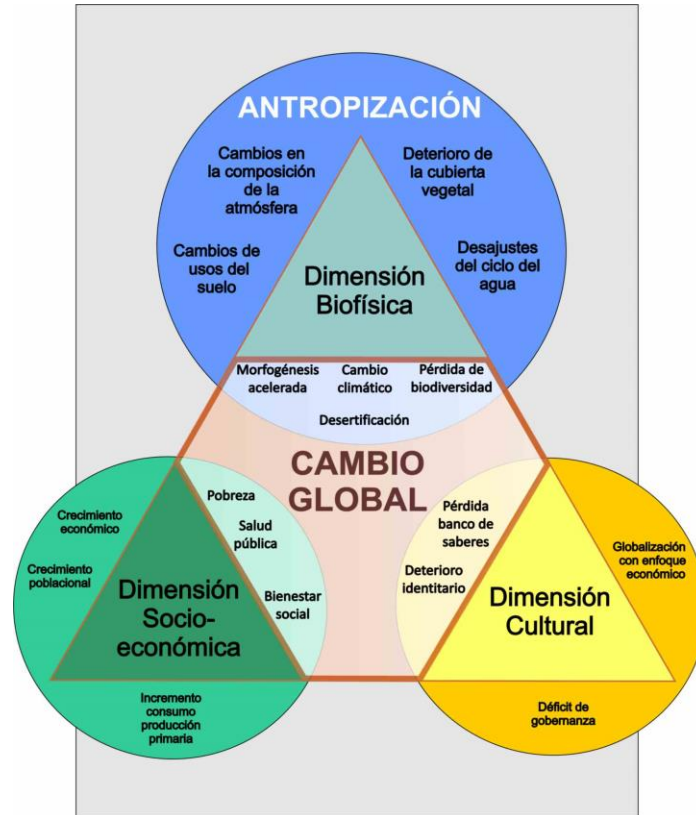 ANTROPIZACIÓN
Cambios en
la composición
de la
atmósfera
Deterioro de
la cubierta
vegetal
Cambios de
usos del
suelo
Desajustes
del ciclo del
agua
Dimensión
Biofísica
Morfogénesis
acelerada
Cambio
climático
Pérdida de
biodiversidad
Desertificación
CAMBIO
GLOBAL
Crecimiento
económico
Crecimiento
poblacional
Pobreza
Salud
pública
Bienestar
social
Dimensión
Socio-
económica
Incremento
consumo
producción
primaria
Pérdida
banco de
saberes
Deterioro
identitario
Globalización
con enfoque
económico
Dimensión
Cultural
Déficit de
gobernanza